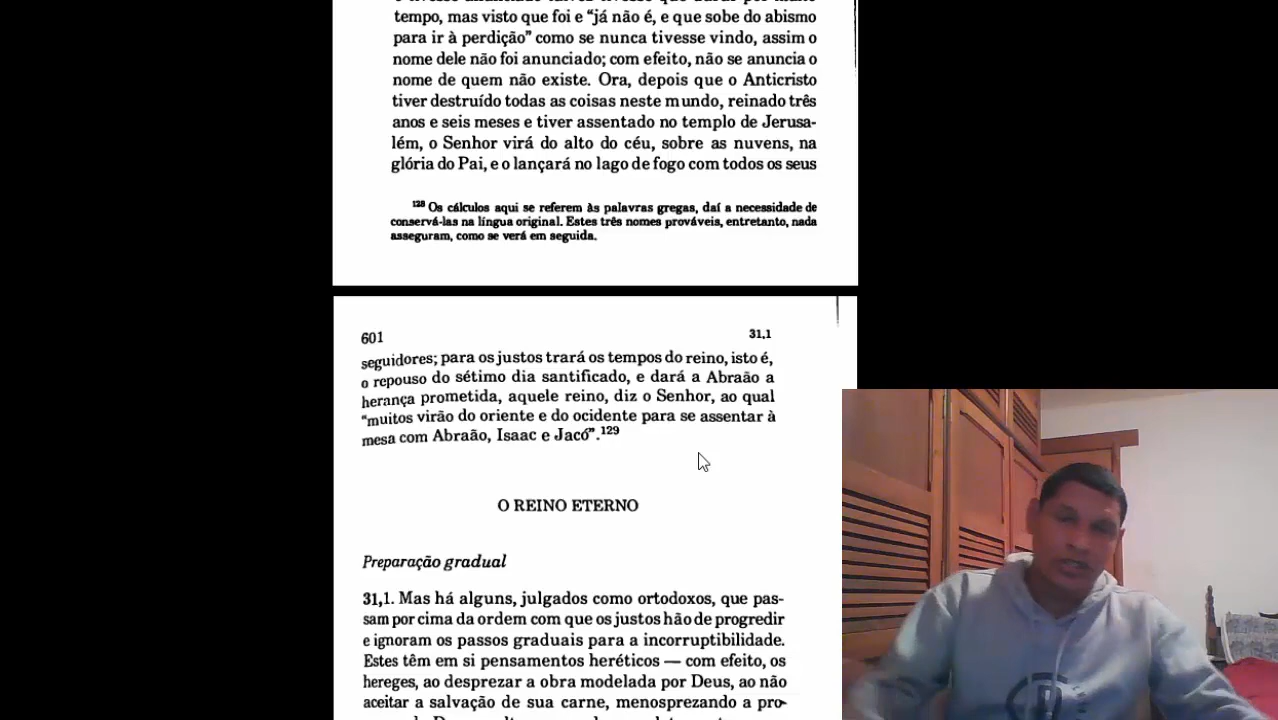 tempo, mas visto que foi e “já não é, e que sobe do abismo
para ir à perdição” como se nunca tivesse vindo, assim o
nome dele não foi anunciado; com efeito, não se anuncia o
nome de quem não existe. Ora, depois que o Anticristo
tiver destruído todas as coisas neste mundo, reinado três
anos e seis meses e tiver assentado no templo de Jerusa-
lém, o Senhor virá do alto do céu, sobre as nuvens, na
glória do Pai, e o lançará no lago de fogo com todos os seus
128 Os cálculos aqui se referem às palavras gregas, daí a necessidade de
conservá-las na língua original. Estes três nomes prováveis, entretanto, nada
asseguram, como se verá em seguida.
601 31,1
seguidores; para os justos trará os tempos do reino, isto é,
o repouso do sétimo dia santificado, e dará a Abraão a
herança prometida, aquele reino, diz o Senhor, ao qual
“muitos virão do oriente e do ocidente para se assentar à
mesa com Abraão, Isaac e Jacó”.129
O REINO ETERNO
Preparação gradual
31,1. Mas há alguns, julgados como ortodoxos, que pas-
sam por cima da ordem com que os justos hão de progredir
e ignoram os passos graduais para a incorruptibilidade.
Estes têm em si pensamentos heréticos — com efeito, os
hereges, ao desprezar a obra modelada por Deus, ao não
aceitar a salvação de sua carne, menosprezando a pro-